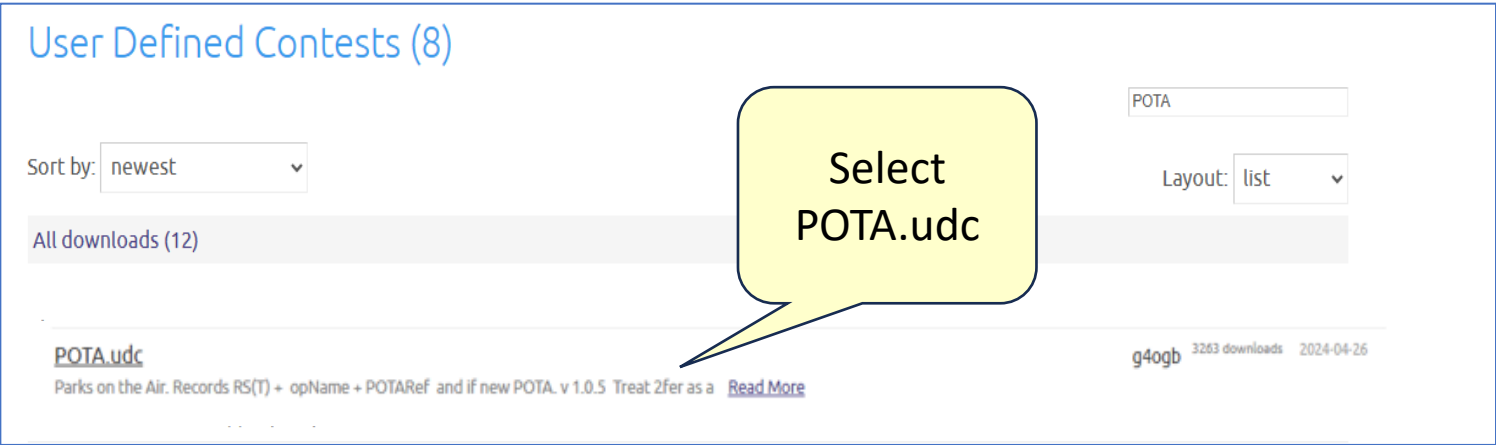 User Defined Contests (8)
POTA
Sort by: newest
Layout: list
Select
POTA.udc
All downloads (12)
POTA.udc
g4ogb 3263 downloads 2024-04-26
Parks on the Air. Records RS(T) + opName + POTARef and if new POTA. v 1.0.5 Treat 2fer as a Read More